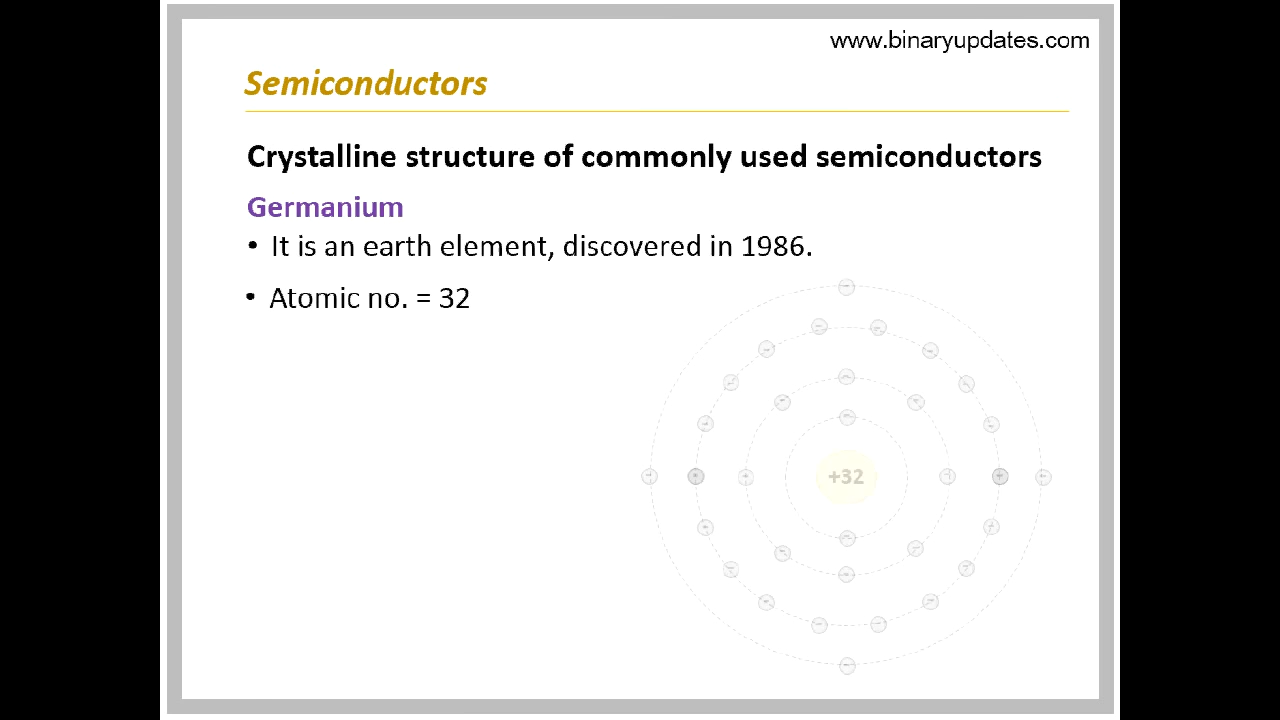 www.binaryupdates.com
Semiconductors
Crystalline structure of commonly used semiconductors
Germanium
• It is an earth element, discovered in 1986.
• Atomic no. = 32
+32